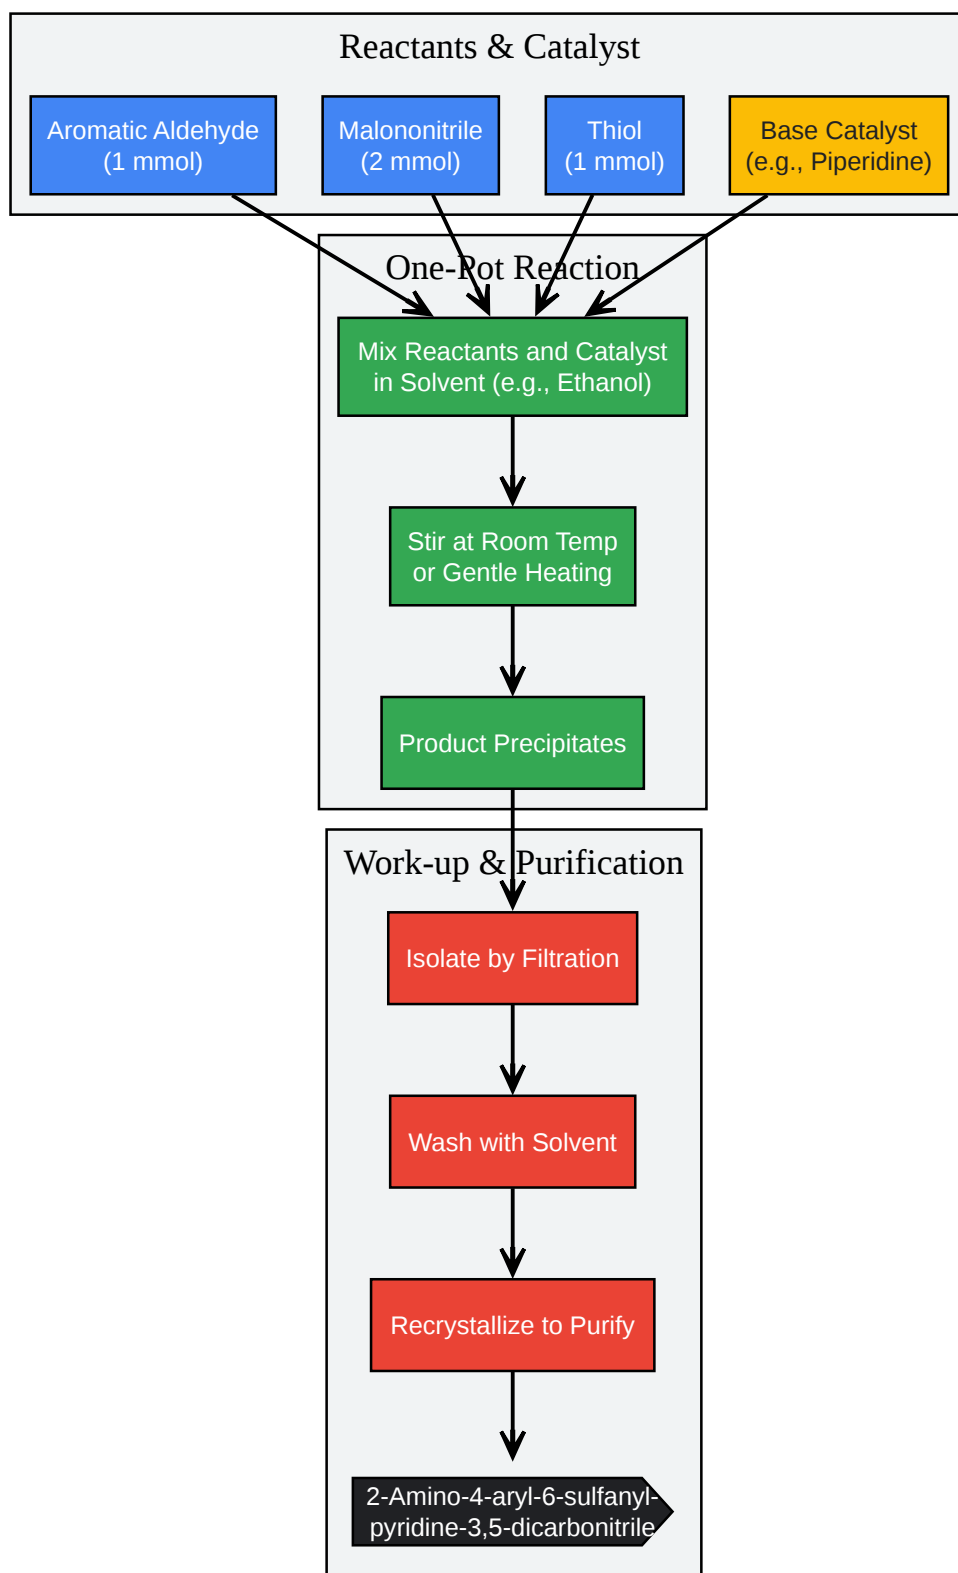 Reactants & Catalyst
Aromatic Aldehyde
(1 mmol)
Malononitrile
(2 mmol)
Thiol
(1 mmol)
Base Catalyst
(e.g., Piperidine)
One-Pot Reaction
Mix Reactants and Catalyst
in Solvent (e.g., Ethanol)
Stir at Room Temp
or Gentle Heating
Product Precipitates
Work-up & Purification
Isolate by Filtration
Wash with Solvent
Recrystallize to Purify
2-Amino-4-aryl-6-sulfanyl-
pyridine-3,5-dicarbonitrile